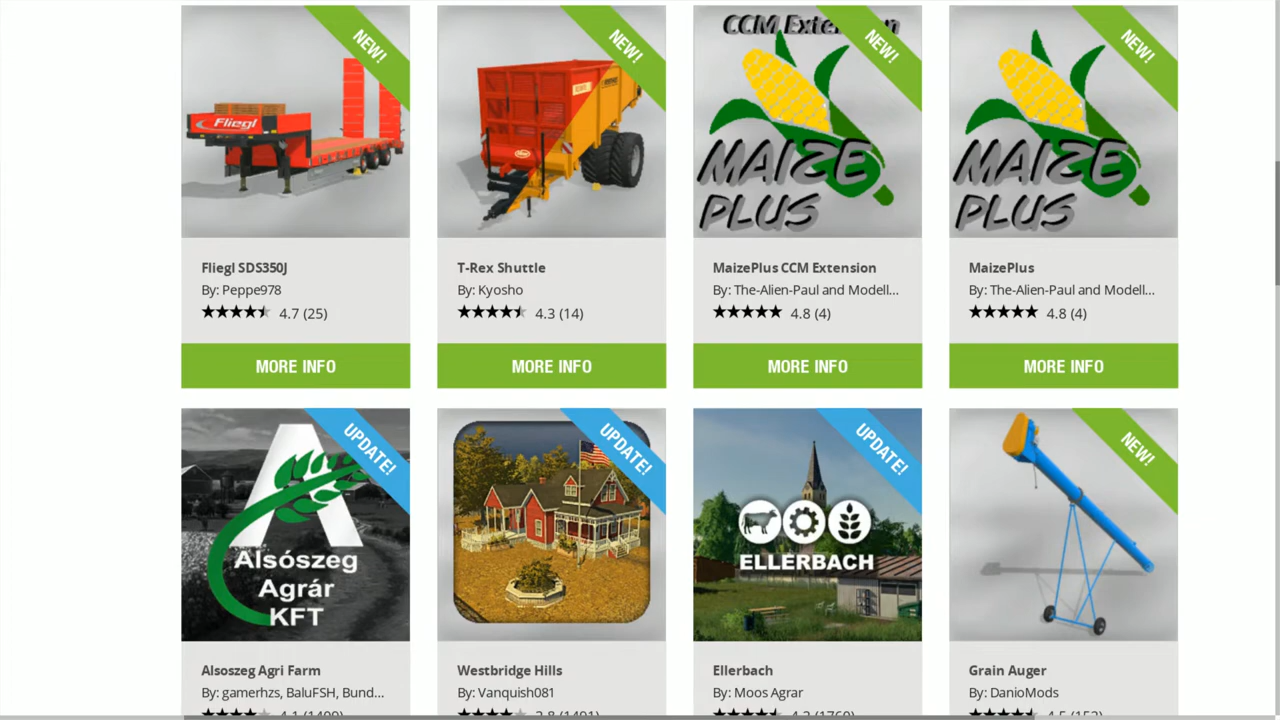 NEW!
Fliegl
Fliegl SDS350J
By: Peppe978
4.7 (25)
MORE INFO
NEW!
T-Rex Shuttle
By: Kyosho
4.3 (14)
MORE INFO
NEW!
MAIZE
PLUS
MaizePlus CCM Extension
By: The-Alien-Paul and Modell...
4.8 (4)
MORE INFO
NEW!
MAIZE
PLUS
MaizePlus
By: The-Alien-Paul and Modell...
4.8 (4)
MORE INFO
UPDATE!
Alsószeg
Agrár
KFT
Alsoszeg Agri Farm
By: gamerhzs, BaluFSH, Bund...
UPDATE!
Westbridge Hills
By: Vanquish081
UPDATE!
ELLERBACH
Ellerbach
By: Moos Agrar
NEW!
Grain Auger
By: DanioMods